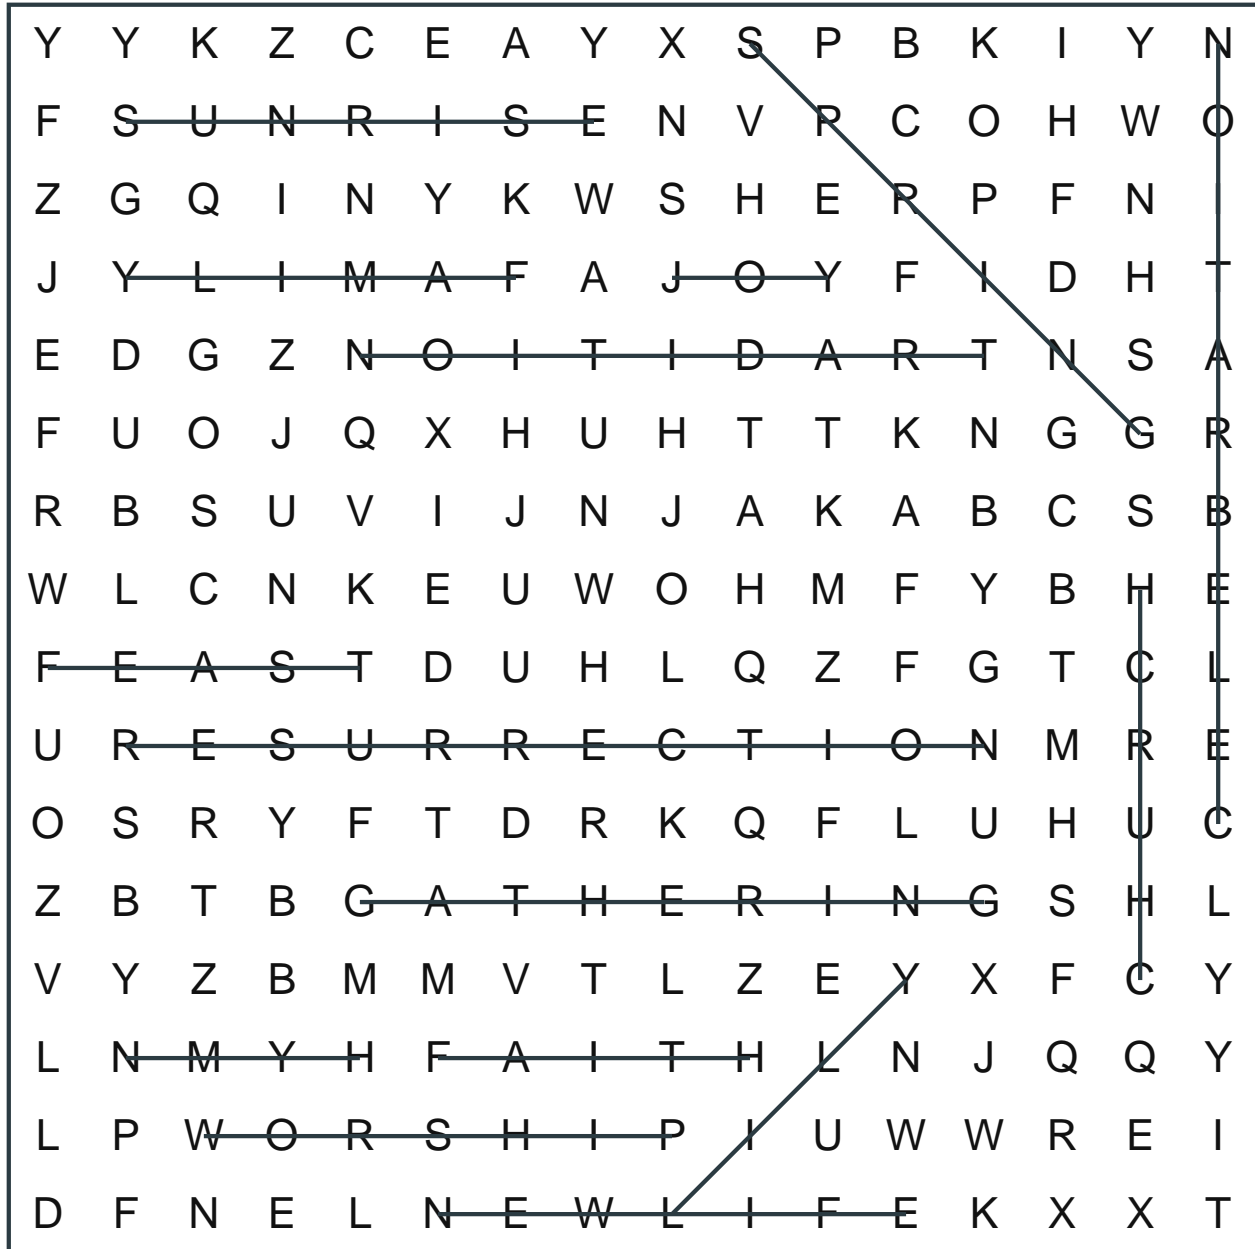 Y Y K Z C E A Y X S P B K I Y N
F S U N R I S E N V P C O H W O
Z G Q I N Y K W S H E R P F N I
J Y L I M A F A J O Y F I D H T
E D G Z N O I T I D A R T N S A
F U O J Q X H U H T T K N G G R
R B S U V I J N J A K A B C S B
W L C N K E U W O H M F Y B H E
F E A S T D U H L Q Z F G T C L
U R E S U R R E C T I O N M R E
O S R Y F T D R K Q F L U H U C
Z B T B G A T H E R I N G S H L
V Y Z B M M V T L Z E Y X F C Y
L N M Y H F A I T H L N J Q Q Y
L P W O R S H I P I U W W R E I
D F N E L N E W L I F E K X X T